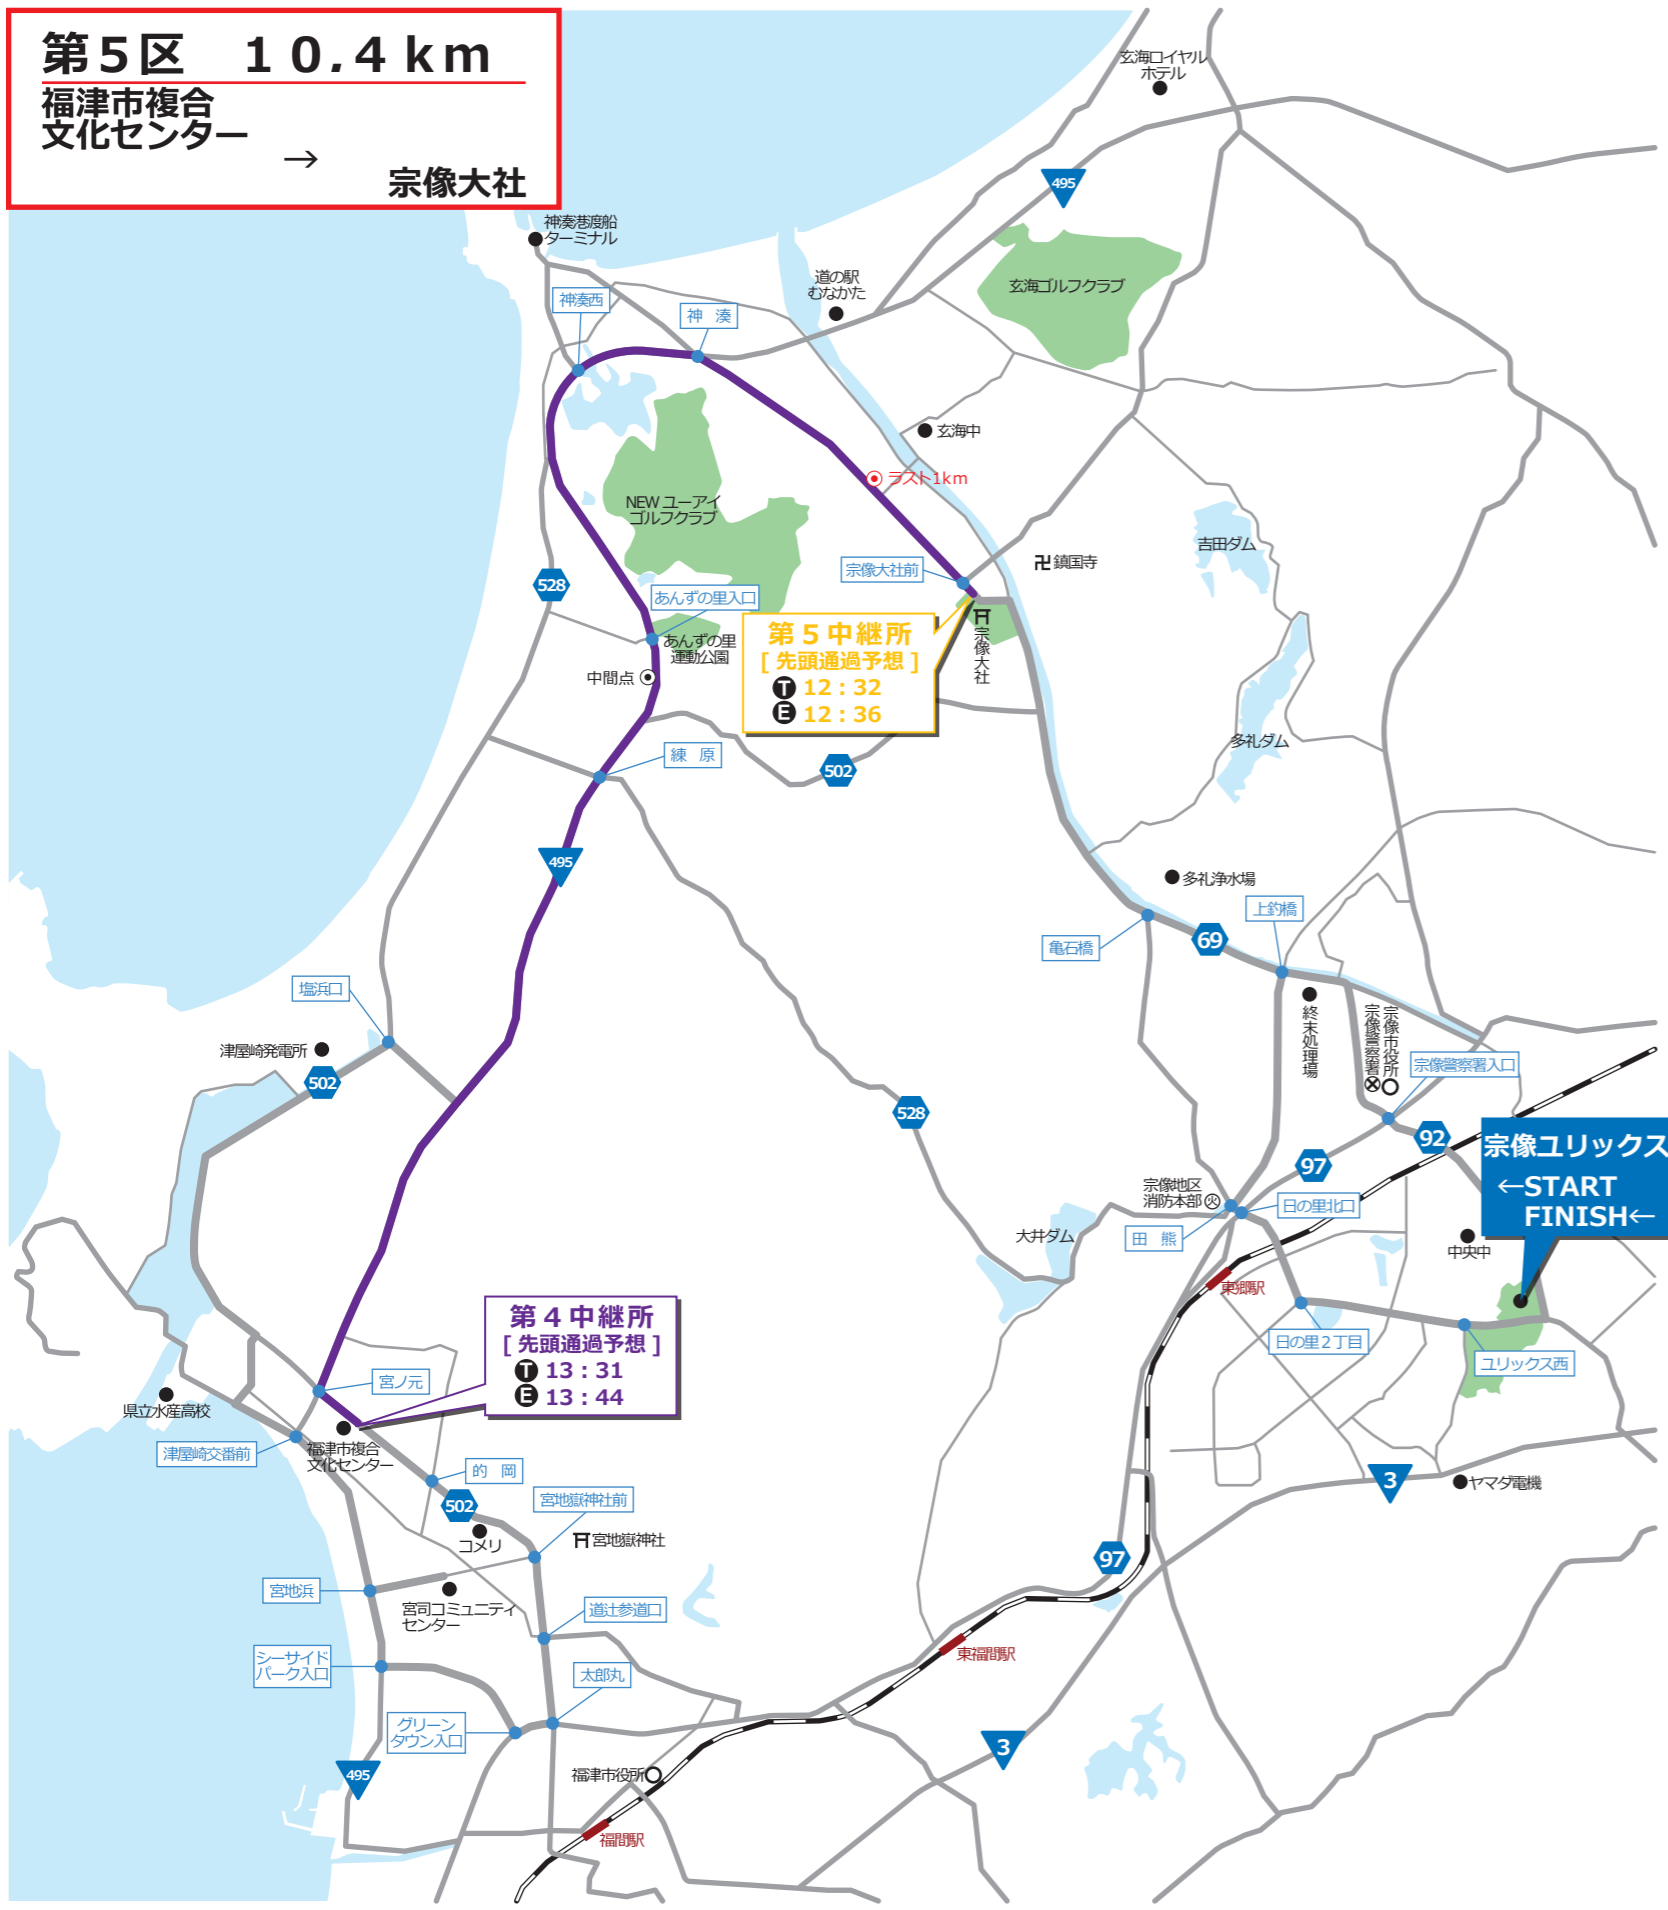 第5区　10.4km
福津市複合
文化センター
→
宗像大社
玄海ロイヤル
ホテル
495
神湊港渡船
ターミナル
道の駅
むなかた
玄海ゴルフクラブ
神湊西
神　湊
玄海中
ラスト1km
NEW ユーアイ
ゴルフクラブ
吉田ダム
宗像大社前
卍 鎮国寺
528
あんずの里入口
第5中継所
[ 先頭通過予想 ]
T 12:32
E 12:36
宗像大社
あんずの里
運動公園
中間点
練　原
502
多礼ダム
495
多礼浄水場
上釣橋
亀石橋
69
塩浜口
津屋崎発電所
502
終末処理場
宗像警察署
宗像市役所
宗像警察署入口
528
92
97
宗像ユリックス
←START
FINISH←
宗像地区
消防本部
日の里北口
田　熊
大井ダム
中央中
東郷駅
日の里2丁目
ユリックス西
第4中継所
[ 先頭通過予想 ]
T 13:31
E 13:44
宮ノ元
県立水産高校
津屋崎交番前
福津市複合
文化センター
的　岡
502
宮地嶽神社前
コメリ
宮地嶽神社
3
ヤマダ電機
97
宮地浜
宮司コミュニティ
センター
道辻参道口
シーサイド
パーク入口
太郎丸
東福間駅
グリーン
タウン入口
3
495
福津市役所
福間駅